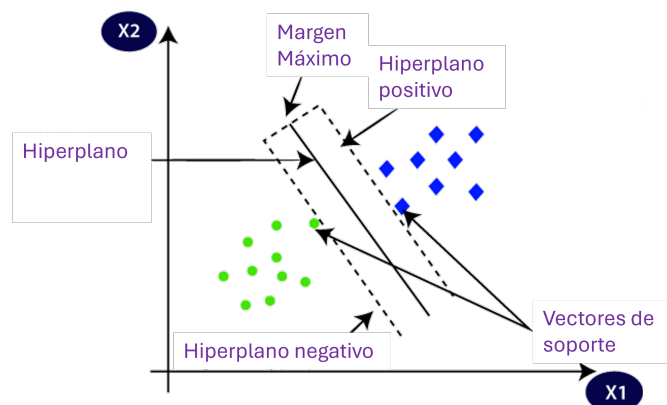 X2
Margen
Máximo
Hiperplano
positivo
Hiperplano
Vectores de
soporte
Hiperplano negativo
X1